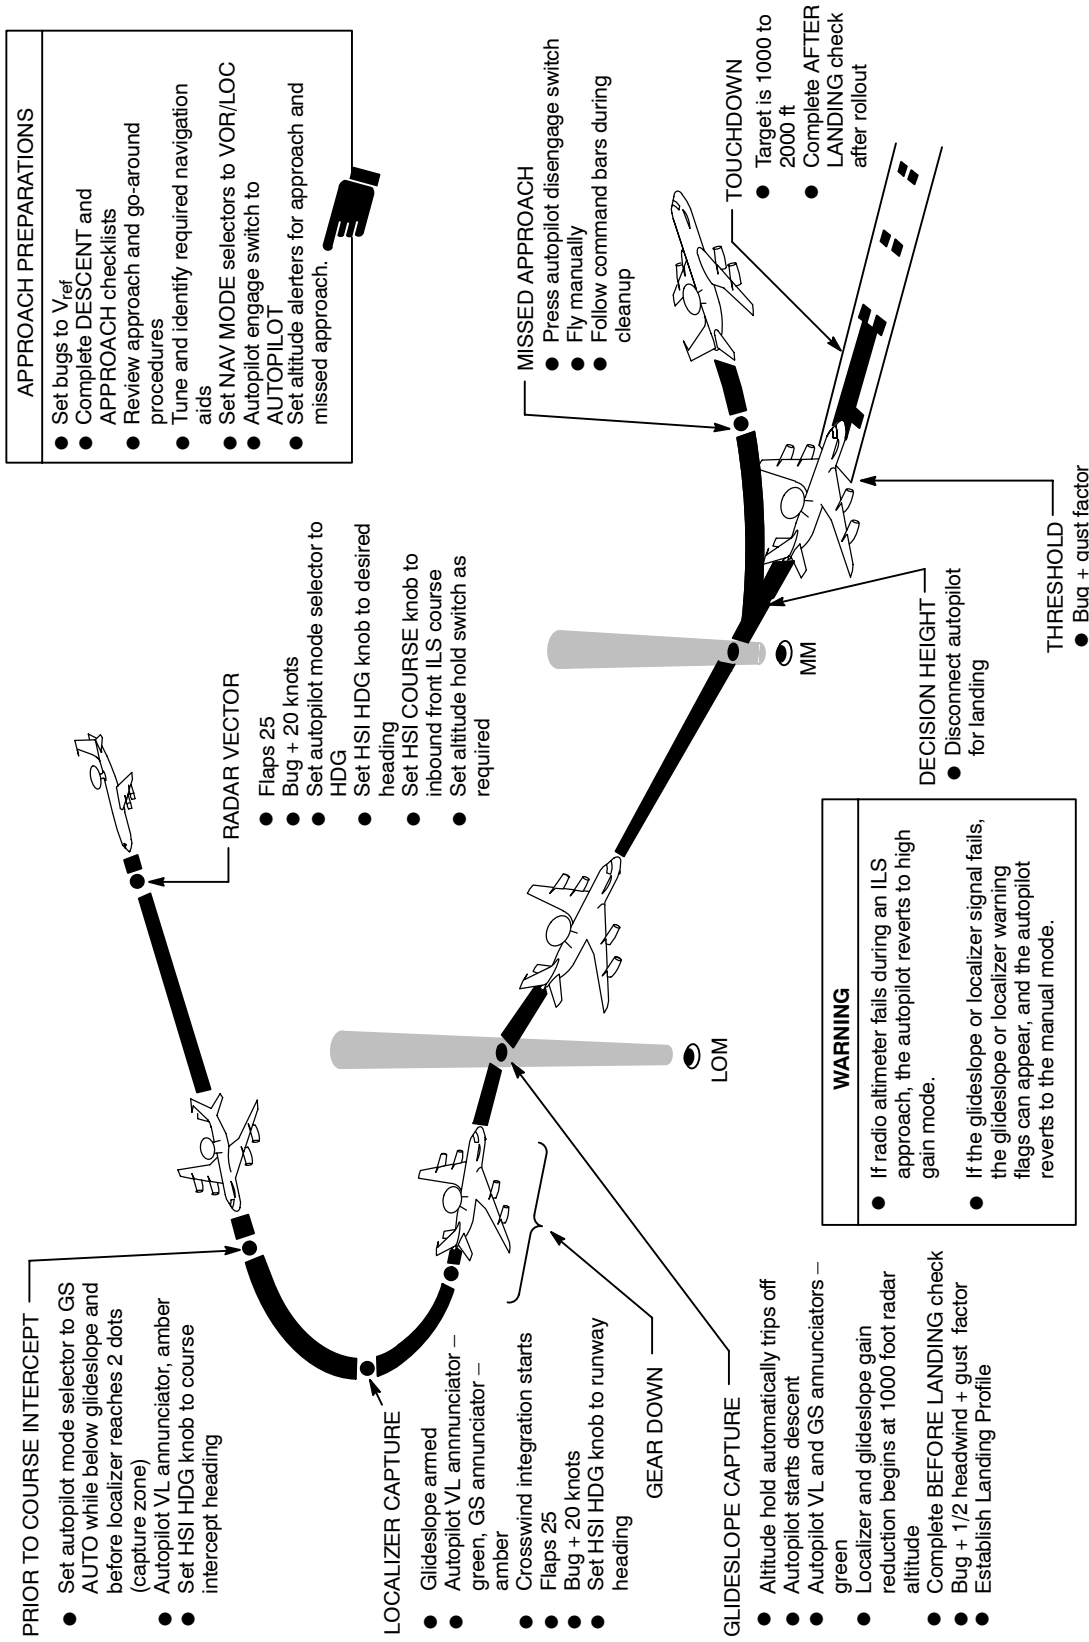 APPROACH PREPARATIONS
● Set bugs to Vref
● Complete DESCENT and
APPROACH checklists
● Review approach and go-around
procedures
● Tune and identify required navigation
aids
● Set NAV MODE selectors to VOR/LOC
● Autopilot engage switch to
AUTOPILOT
● Set altitude alerters for approach and
missed approach.
PRIOR TO COURSE INTERCEPT
● Set autopilot mode selector to GS
AUTO while below glideslope and
before localizer reaches 2 dots
(capture zone)
● Autopilot VL annunciator, amber
● Set HSI HDG knob to course
intercept heading
RADAR VECTOR
● Flaps 25
● Bug + 20 knots
● Set autopilot mode selector to
HDG
● Set HSI HDG knob to desired
heading
● Set HSI COURSE knob to
inbound front ILS course
● Set altitude hold switch as
required
LOCALIZER CAPTURE
● Glideslope armed
● Autopilot VL annnunciator –
green, GS annunciator –
amber
● Crosswind integration starts
● Flaps 25
● Bug + 20 knots
● Set HSI HDG knob to runway
heading
GEAR DOWN
LOM
GLIDESLOPE CAPTURE
● Altitude hold automatically trips off
● Autopilot starts descent
● Autopilot VL and GS annunciators –
green
● Localizer and glideslope gain
reduction begins at 1000 foot radar
altitude
● Complete BEFORE LANDING check
● Bug + 1/2 headwind + gust factor
● Establish Landing Profile
WARNING
● If radio altimeter fails during an ILS
approach, the autopilot reverts to high
gain mode.
● If the glideslope or localizer signal fails,
the glideslope or localizer warning
flags can appear, and the autopilot
reverts to the manual mode.
MM
DECISION HEIGHT
● Disconnect autopilot
for landing
MISSED APPROACH
● Press autopilot disengage switch
● Fly manually
● Follow command bars during
cleanup
THRESHOLD
● Bug + gust factor
TOUCHDOWN
● Target is 1000 to
2000 ft
● Complete AFTER
LANDING check
after rollout